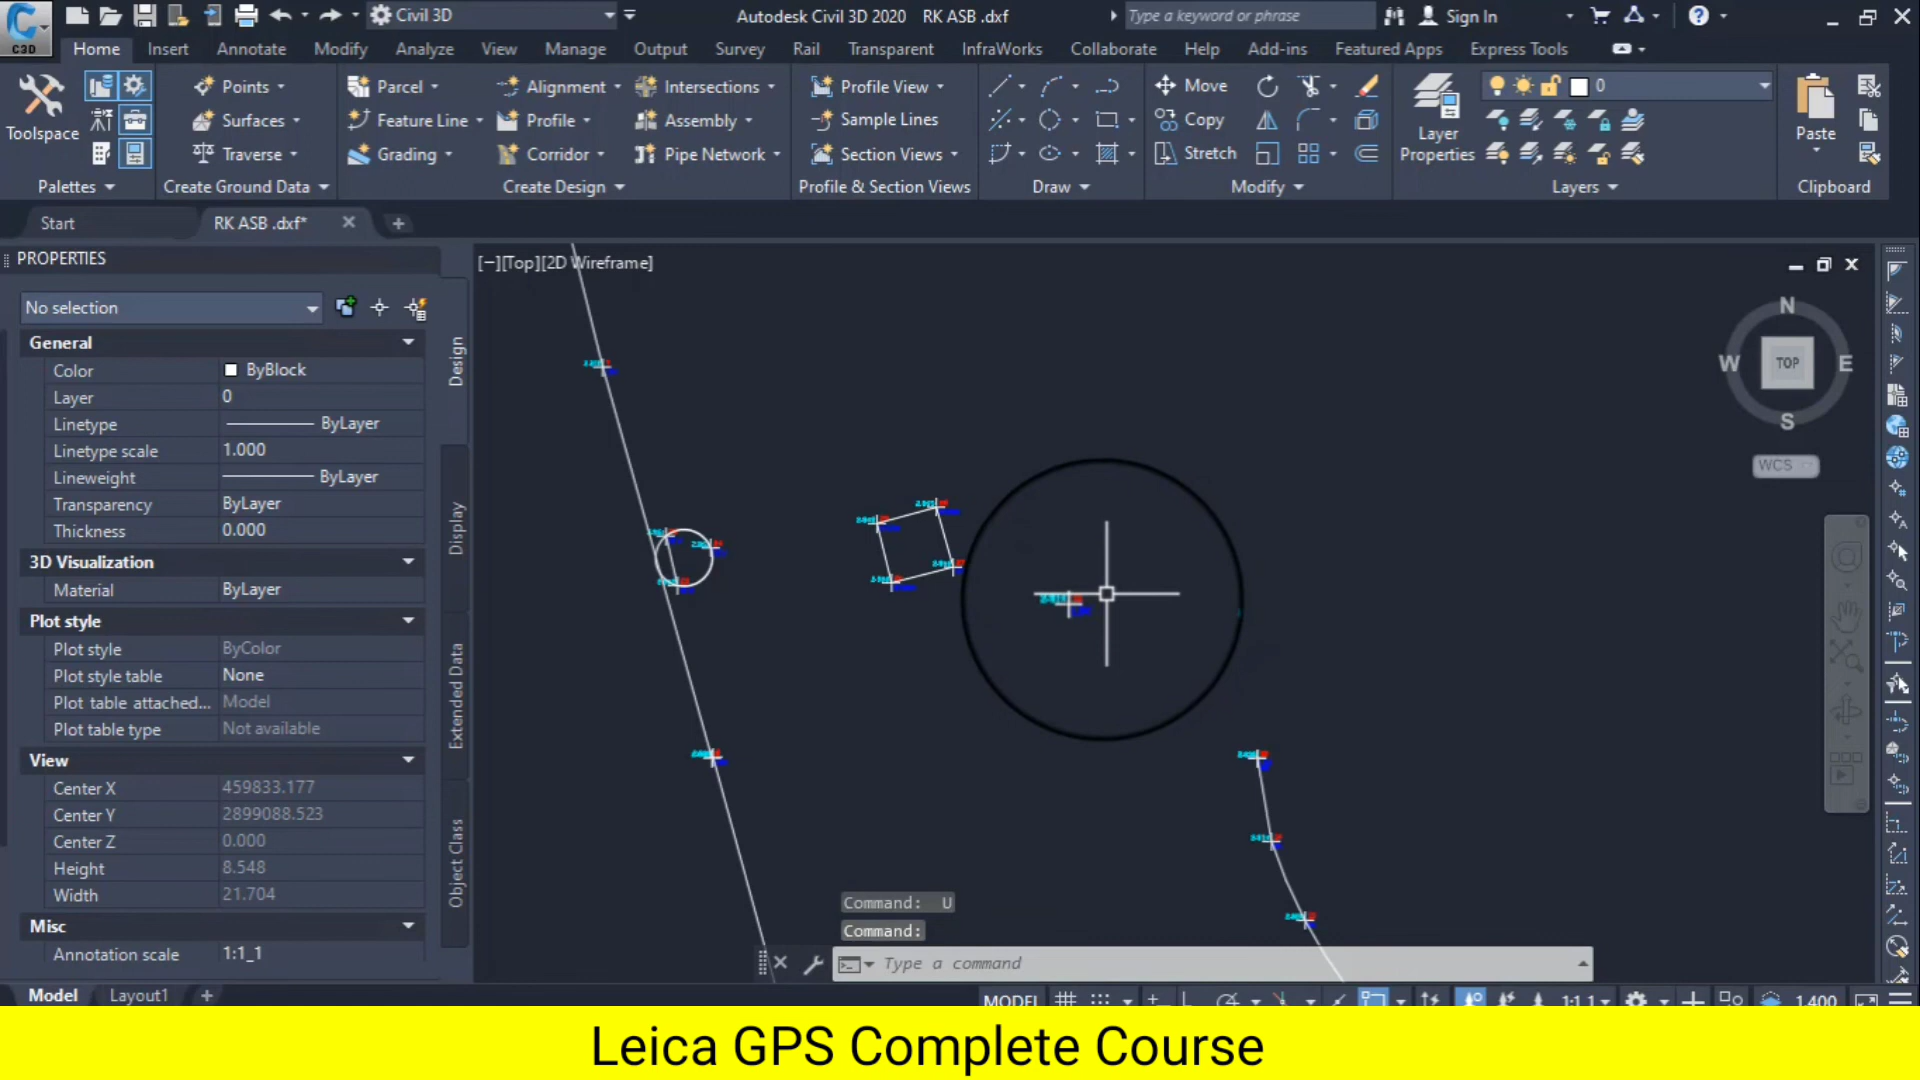 C3D
Civil 3D
Autodesk Civil 3D 2020 RK ASB .dxf
Type a keyword or phrase
Sign In
Home Insert Annotate Modify Analyze View Manage Output Survey Rail Transparent InfraWorks Collaborate Help Add-ins Featured Apps Express Tools
Toolspace
Palettes
Points
Surfaces
Traverse
Create Ground Data
Parcel
Feature Line
Grading
Alignment
Profile
Corridor
Intersections
Assembly
Pipe Network
Create Design
Profile View
Sample Lines
Section Views
Profile & Section Views
Draw
Move
Copy
Stretch
Modify
Layer
Properties
0
Layers
Paste
Clipboard
Start
RK ASB .dxf*
PROPERTIES
No selection
General
Color ByBlock
Layer 0
Linetype ByLayer
Linetype scale 1.000
Lineweight ByLayer
Transparency ByLayer
Thickness 0.000
3D Visualization
Material ByLayer
Plot style
Plot style ByColor
Plot style table None
Plot table attached... Model
Plot table type Not available
View
Center X 459833.177
Center Y 2899088.523
Center Z 0.000
Height 8.548
Width 21.704
Misc
Annotation scale 1:1_1
Design
Display
Extended Data
Object Class
[−][Top][2D Wireframe]
N
W
TOP
E
S
WCS
Command: U
Command:
Type a command
Model
Layout1
MODEL
1:1 1
1.400
Leica GPS Complete Course